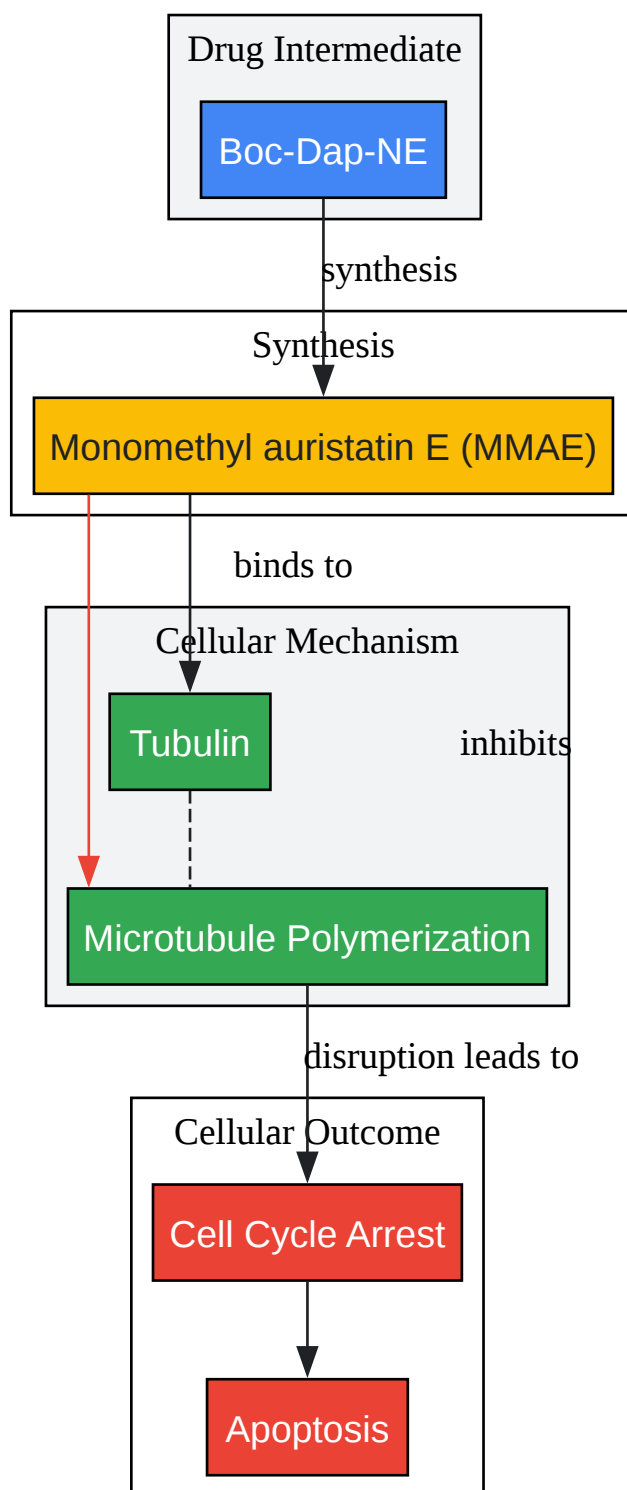 Drug Intermediate
Boc-Dap-NE
synthesis
Synthesis
Monomethyl auristatin E (MMAE)
binds to
Cellular Mechanism
Tubulin
inhibits
Microtubule Polymerization
disruption leads to
Cellular Outcome
Cell Cycle Arrest
Apoptosis